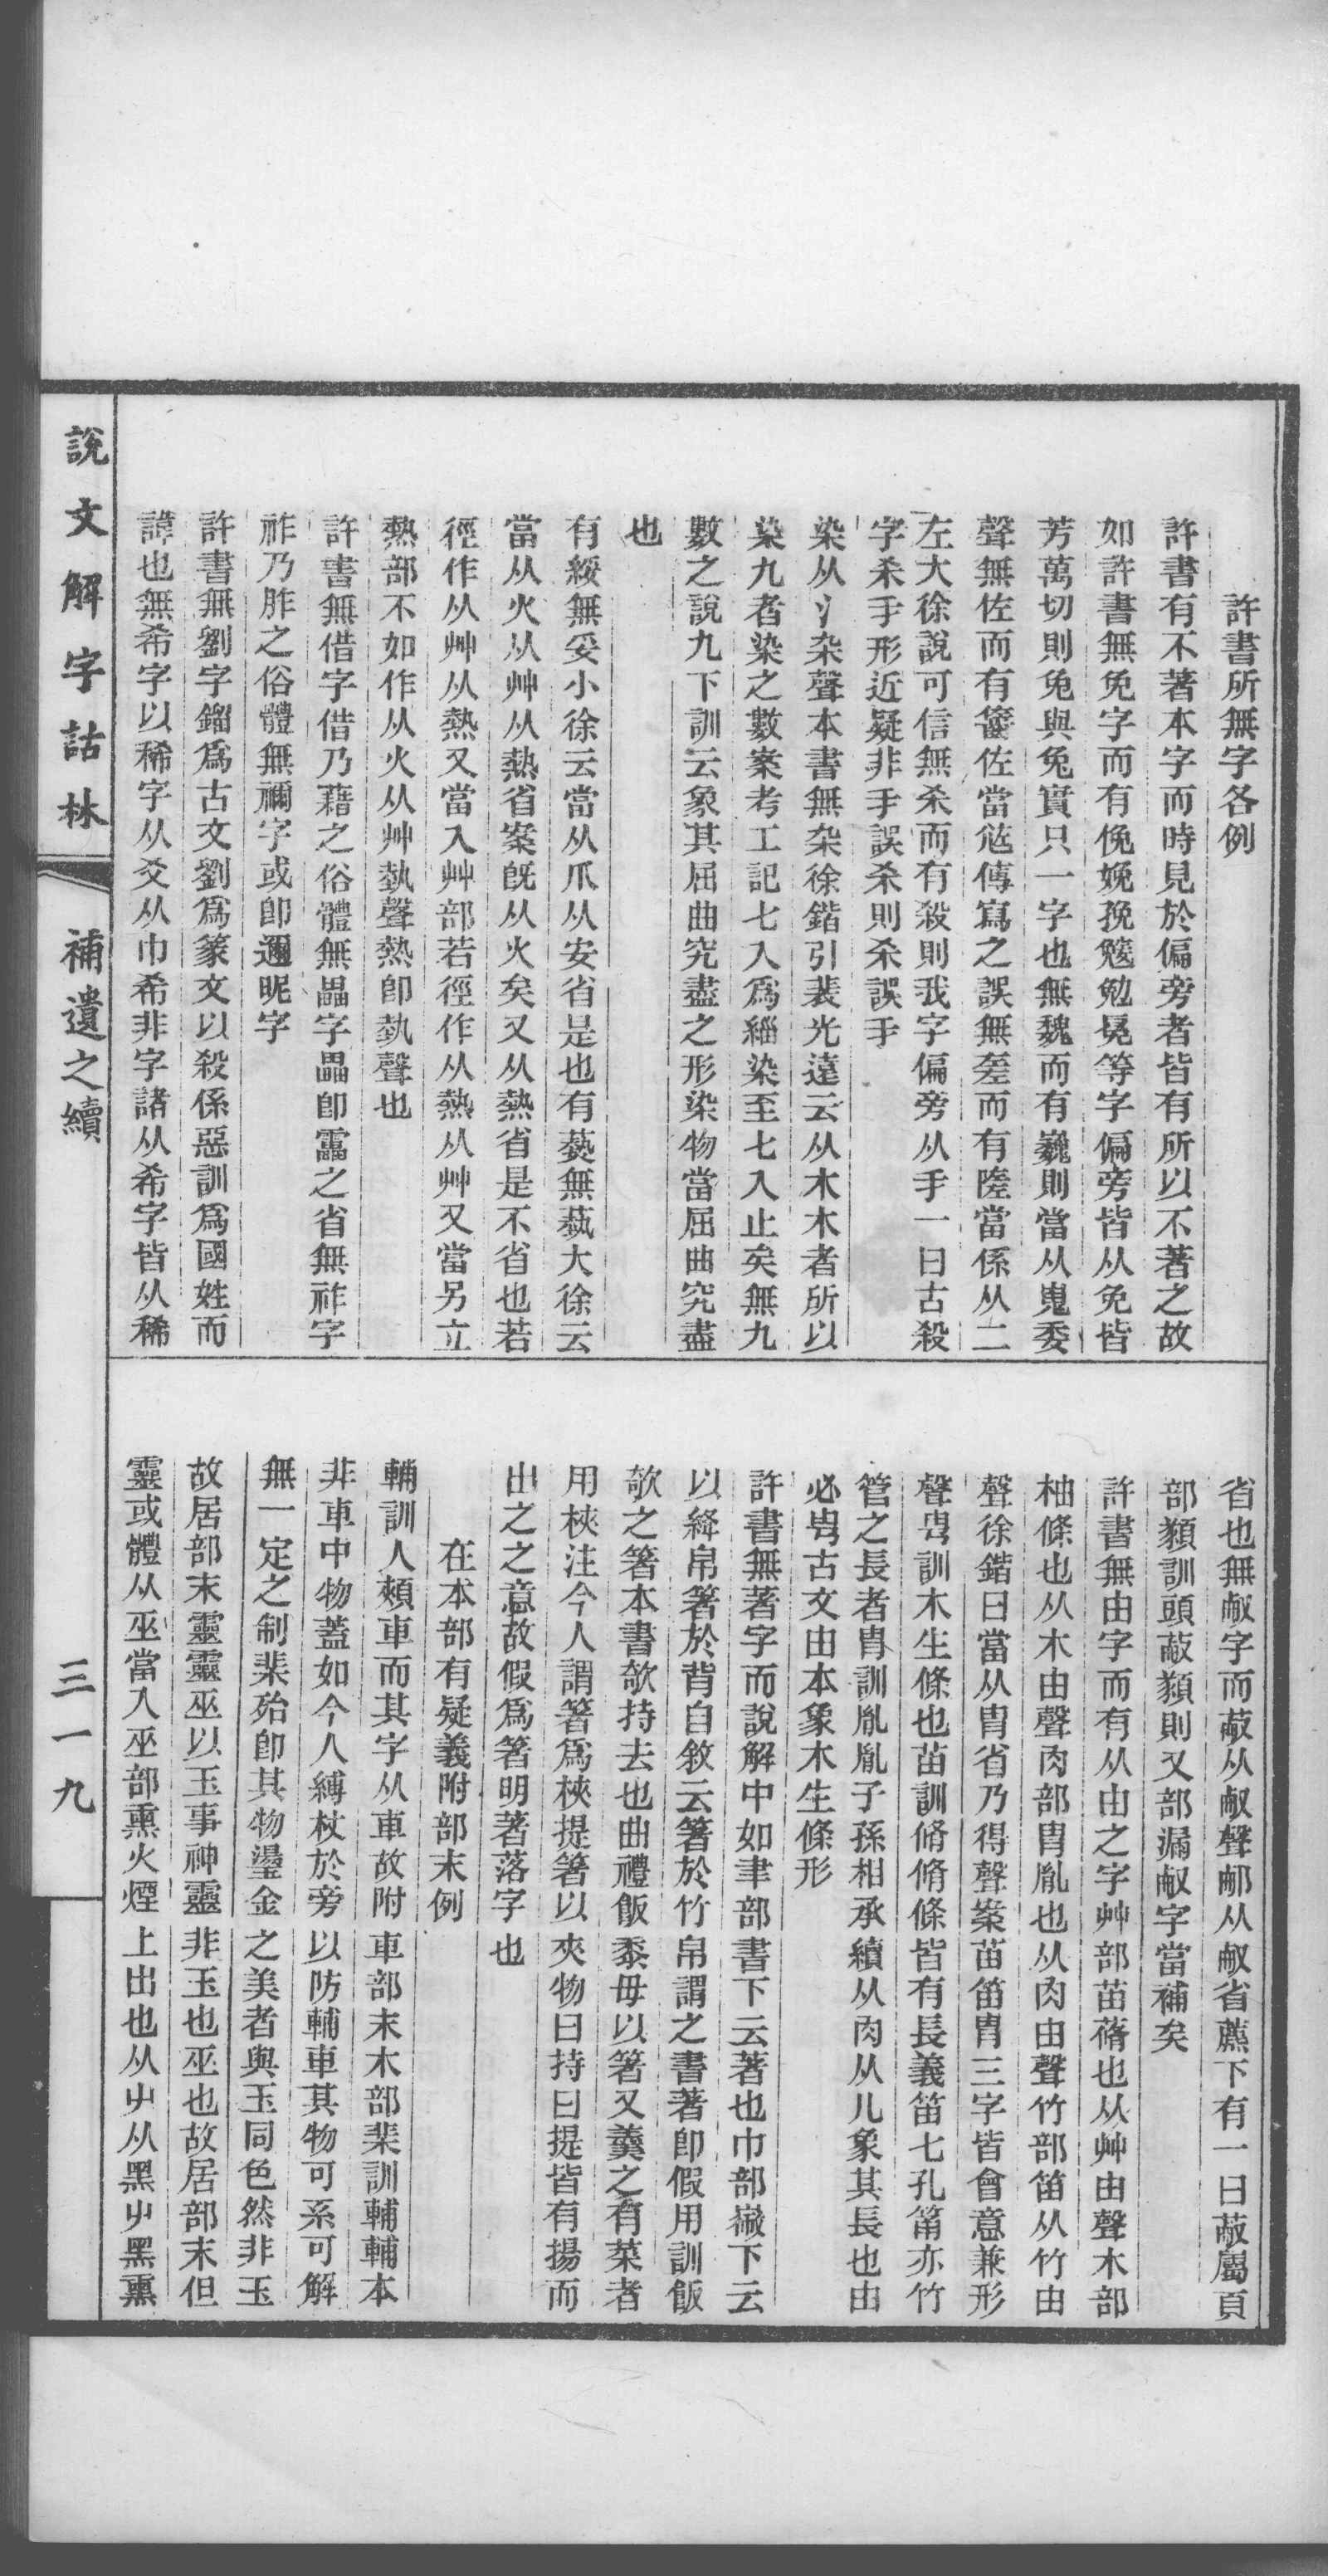 許書所無字各例
許書有不著本字而時見於偏旁者皆有所以不著之故
如許書無免字而有俛娩挽勉冕等字偏旁皆从免皆
芳萬切則兔與免實只一字也無魏而有巍則當从嵬委
聲無佐而有佐當傳寫之誤無而有當係从二
左大徐說可信無杀而有殺則我字偏旁从手一曰古殺
字杀手形近疑非手誤杀則杀誤手
染从氵杂聲本書無杂徐鍇引裴光遠云从木木者所以
染九者染之數案考工記七入爲緇染至七入止矣無九
數之說九下訓云象其屈曲究盡之形染物當屈曲究盡
也
有綏無妥小徐云當从爪从安省是也有爇無蓺大徐云
當从火从艸从熱省案旣从火矣又从熱省是不省也若
徑作从艸从熱又當入艸部若徑作从熱从艸又當另立
熱部不如作从火从艸埶聲熱卽埶聲也
許書無借字借乃藉之俗體無畾字畾卽靁之省無祚字
祚乃胙之俗體無禰字或卽邇昵字
許書無劉字鎦爲古文劉爲篆文以殺係惡訓爲國姓而
諱也無希字以稀字从爻从巾希非字諸从希字皆从稀
省也無㕟字而蔽从㕟聲从㕟省下有一曰蔽屬頁
部纇訓頭蔽纇則又部漏㕟字當補矣
許書無由字而有从由之字艸部苗蓨也从艸由聲木部
柚條也从木由聲肉部胄胤也从肉由聲竹部笛从竹由
聲徐鍇曰當从胄省乃得聲案苗笛胄三字皆會意兼形
聲㽕訓木生條也苗訓脩脩條皆有長義笛七孔筩亦竹
管之長者胄訓胤胤子孫相承續从肉从儿象其長也由
必㽕古文由本象木生條形
許書無著字而說解中如聿部書下云著也巾部微下云
以絳帛箸於背自敘云箸於竹帛謂之書著卽假用訓飯
欹之箸本書欹持去也曲禮飯黍毋以箸又羹之有菜者
用梜注今人謂箸爲梜提箸以夾物曰持曰提皆有揚而
出之之意故假爲箸明著落字也
在本部有疑義附部末例
輔訓人頰車而其字从車故附車部末木部棐訓輔輔本
非車中物蓋如今人縛杖於旁以防輔車其物可系可解
無一定之制棐殆卽其物璗金之美者與玉同色然非玉
故居部末靈靈巫以玉事神靈非玉也巫也故居部末但
靈或體从巫當入巫部熏火煙上出也从屮从黑屮黑熏
說文解字詁林
補遺之續
三一九